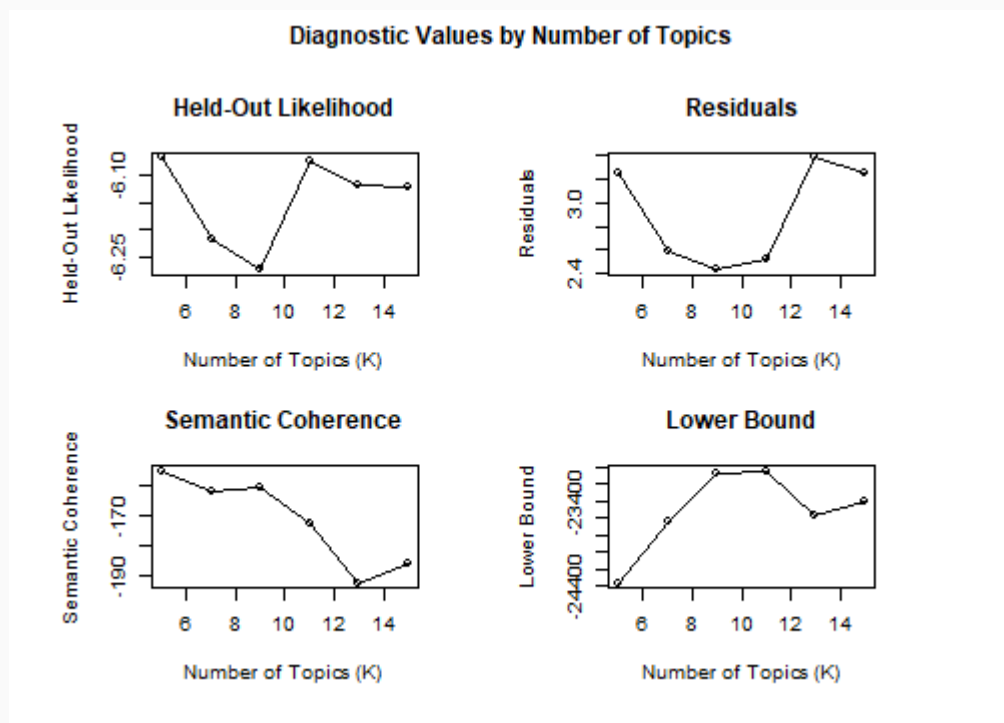 Diagnostic Values by Number of Topics
Held-Out Likelihood
Held-Out Likelihood
-6.10
-6.25
6 8 10 12 14
Number of Topics (K)
Residuals
Residuals
3.0
2.4
6 8 10 12 14
Number of Topics (K)
Semantic Coherence
Semantic Coherence
-170
-190
6 8 10 12 14
Number of Topics (K)
Lower Bound
Lower Bound
-23400
-24400
6 8 10 12 14
Number of Topics (K)